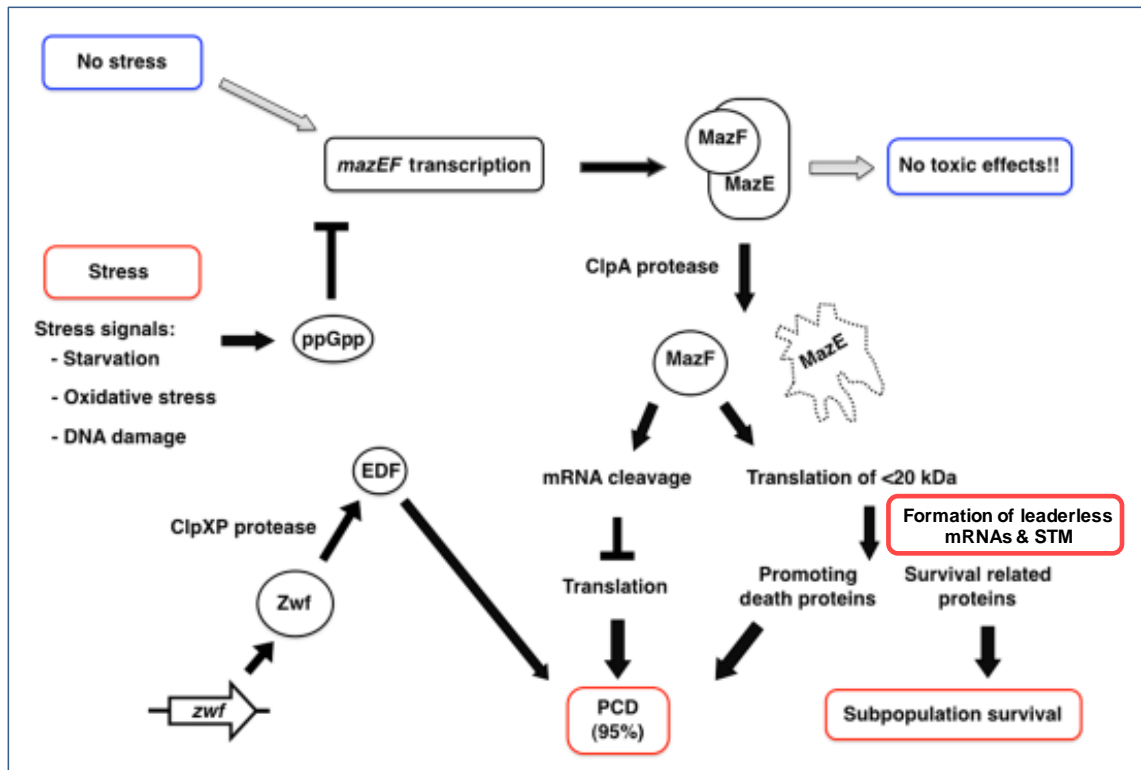 No stress
mazEF transcription
MazF
MazE
No toxic effects!!
Stress
Stress signals:
- Starvation
- Oxidative stress
- DNA damage
ppGpp
ClpA protease
MazF
MazE
EDF
ClpXP protease
Zwf
zwf
mRNA cleavage
Translation of <20 kDa
Formation of leaderless
mRNAs & STM
Translation
Promoting
death proteins
Survival related
proteins
PCD
(95%)
Subpopulation survival